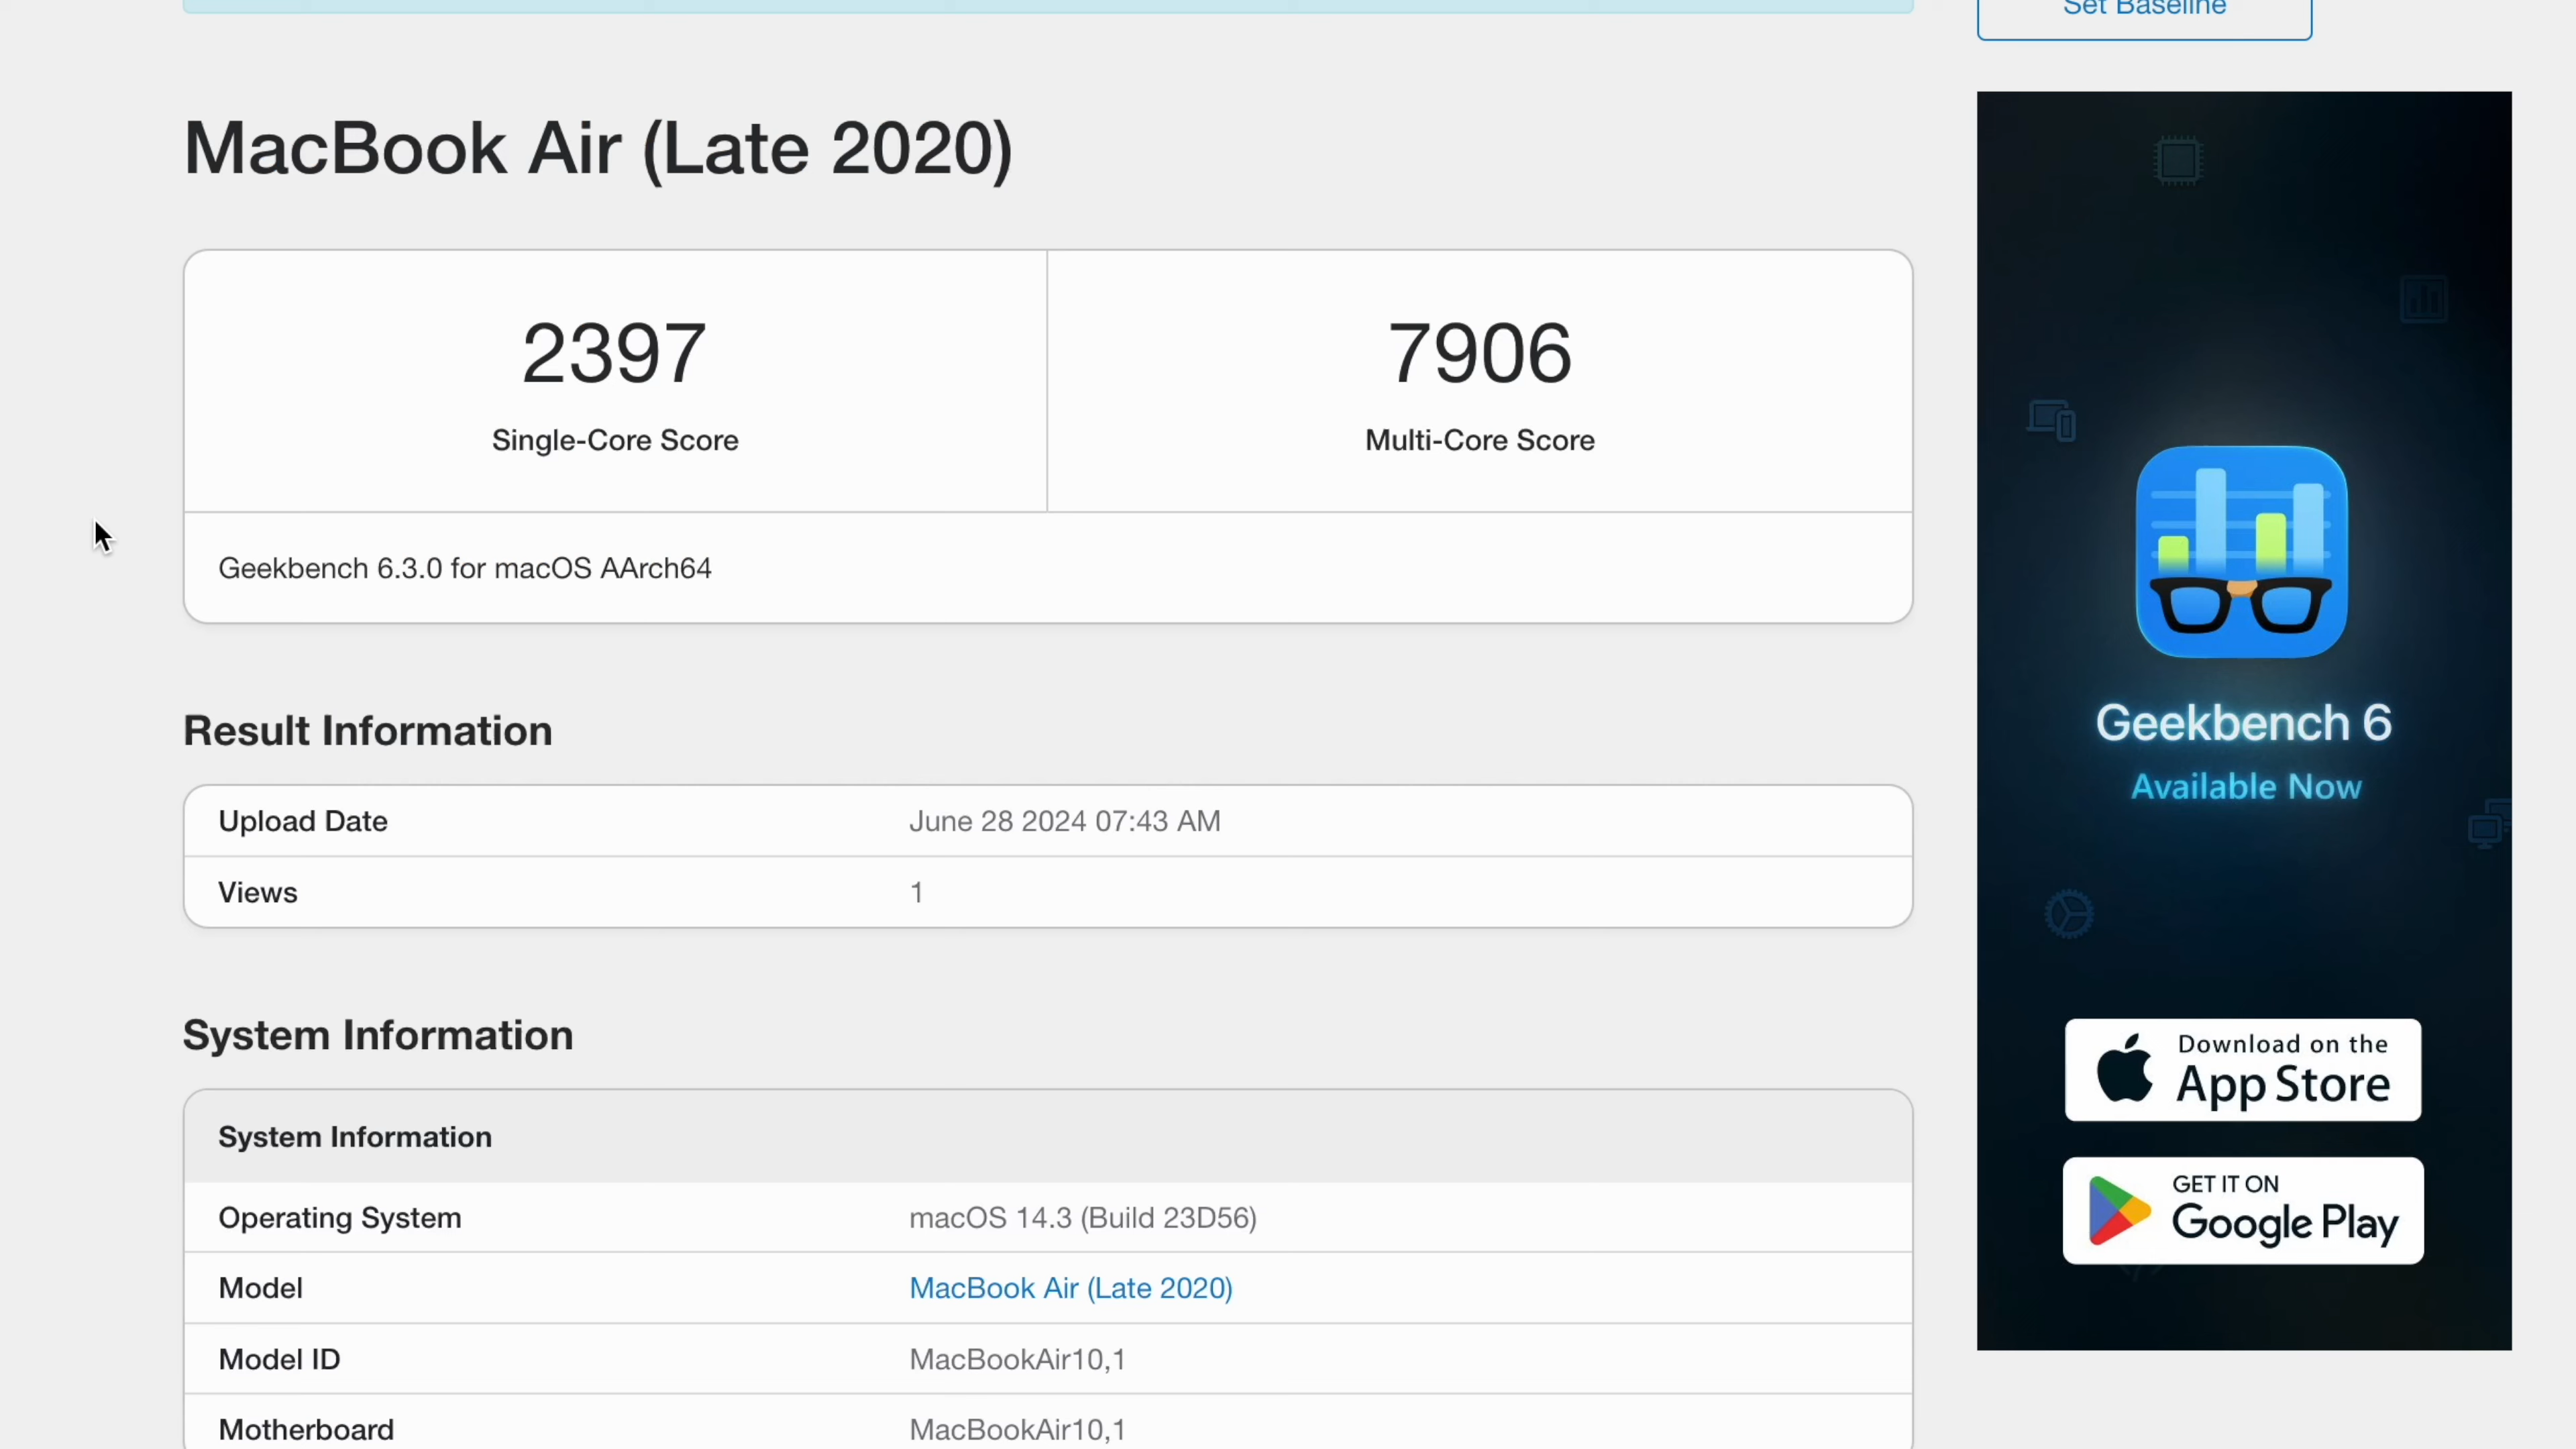 Set Baseline
MacBook Air (Late 2020)
2397
Single-Core Score
7906
Multi-Core Score
Geekbench 6.3.0 for macOS AArch64
Result Information
Upload Date June 28 2024 07:43 AM
Views 1
System Information
System Information
Operating System macOS 14.3 (Build 23D56)
Model MacBook Air (Late 2020)
Model ID MacBookAir10,1
Motherboard MacBookAir10,1
Geekbench 6
Available Now
Download on the
App Store
GET IT ON
Google Play